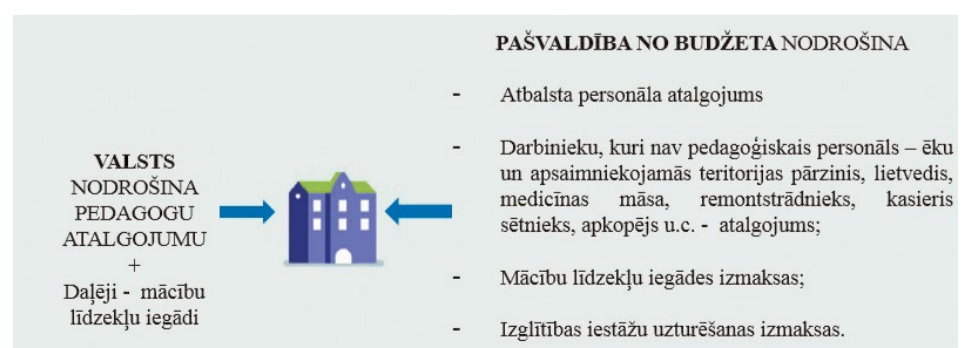 VALSTS
NODROŠINA
PEDAGOGU
ATALGOJUMU
+
Daļēji - mācību
līdzekļu iegādi
PAŠVALDĪBA NO BUDŽETA NODROŠINA
- Atbalsta personāla atalgojums
- Darbinieku, kuri nav pedagoģiskais personāls – ēku
un apsaimniekojamās teritorijas pārzinis, lietvedis,
medicīnas māsa, remontstrādnieks, kasieris
sētnieks, apkopējs u.c. - atalgojums;
- Mācību līdzekļu iegādes izmaksas;
- Izglītības iestāžu uzturēšanas izmaksas.